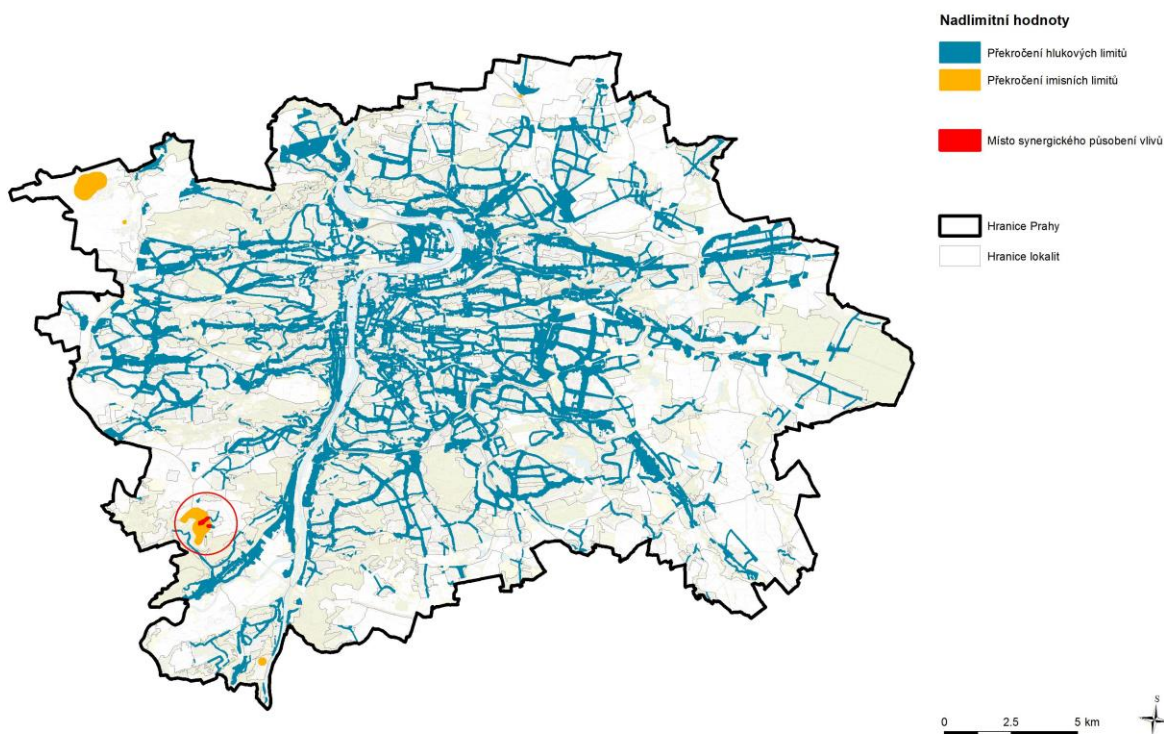 Nadlimitní hodnoty
Překročení hlukových limitů
Překročení imisních limitů
Místo synergického působení vlivů
Hranice Prahy
Hranice lokalit
S
0 2.5 5 km